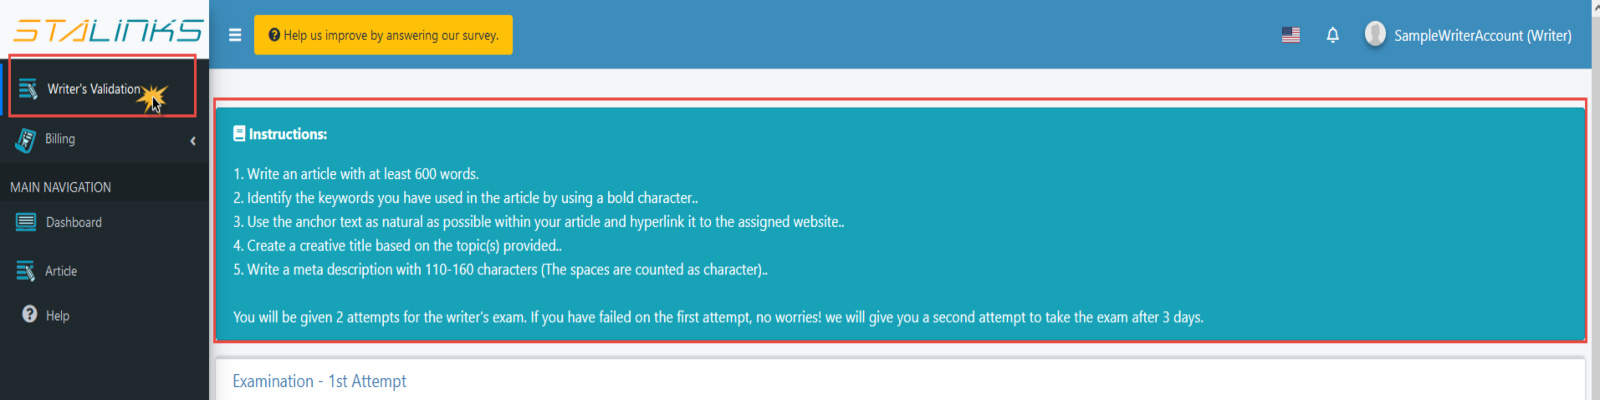 STALINKS
Help us improve by answering our survey.
SampleWriterAccount (Writer)
Writer's Validation
Billing
MAIN NAVIGATION
Dashboard
Article
Help
Instructions:
1. Write an article with at least 600 words.
2. Identify the keywords you have used in the article by using a bold character..
3. Use the anchor text as natural as possible within your article and hyperlink it to the assigned website..
4. Create a creative title based on the topic(s) provided..
5. Write a meta description with 110-160 characters (The spaces are counted as character)..
You will be given 2 attempts for the writer's exam. If you have failed on the first attempt, no worries! we will give you a second attempt to take the exam after 3 days.
Examination - 1st Attempt